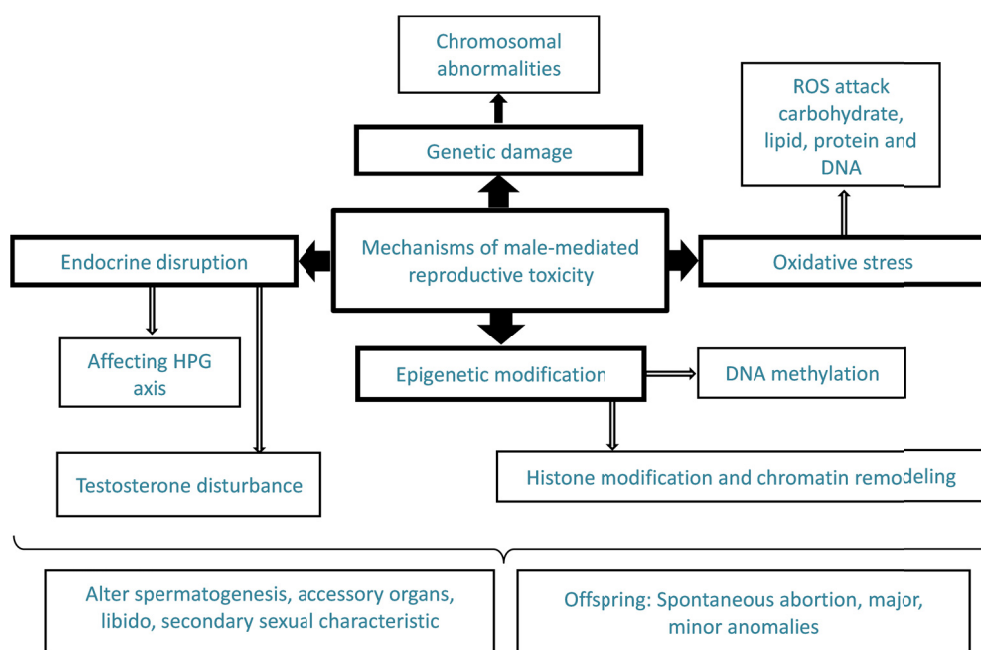 Chromosomal
abnormalities
ROS attack
carbohydrate,
lipid, protein and
DNA
Genetic damage
Mechanisms of male-mediated
reproductive toxicity
Endocrine disruption
Oxidative stress
Affecting HPG
axis
Epigenetic modification
DNA methylation
Testosterone disturbance
Histone modification and chromatin remodeling
Alter spermatogenesis, accessory organs,
libido, secondary sexual characteristic
Offspring: Spontaneous abortion, major,
minor anomalies